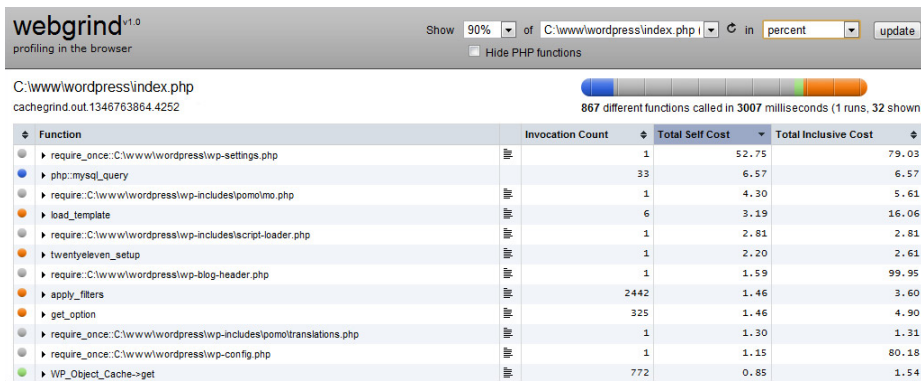 webgrind v1.0
profiling in the browser
Show 90% of C:\www\wordpress\index.php ( in percent update
Hide PHP functions
C:\www\wordpress\index.php
cachegrind.out.1346763864.4252
867 different functions called in 3007 milliseconds (1 runs, 32 shown
Function Invocation Count Total Self Cost Total Inclusive Cost
require_once::C:\www\wordpress\wp-settings.php 1 52.75 79.03
php::mysql_query 33 6.57 6.57
require::C:\www\wordpress\wp-includes\pomo\mo.php 1 4.30 5.61
load_template 6 3.19 16.06
require::C:\www\wordpress\wp-includes\script-loader.php 1 2.81 2.81
twentyeleven_setup 1 2.20 2.61
require::C:\www\wordpress\wp-blog-header.php 1 1.59 99.95
apply_filters 2442 1.46 3.60
get_option 325 1.46 4.90
require_once::C:\www\wordpress\wp-includes\pomo\translations.php 1 1.30 1.31
require_once::C:\www\wordpress\wp-config.php 1 1.15 80.18
WP_Object_Cache->get 772 0.85 1.54